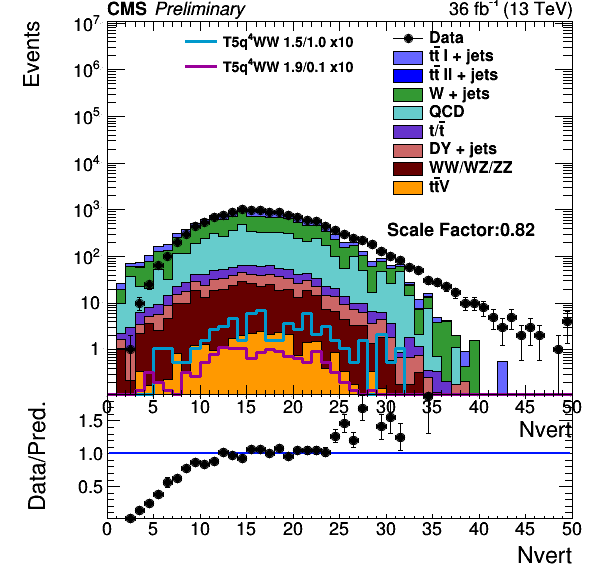 CMS Preliminary 36 fb⁻¹ (13 TeV)
Events
10⁷
10⁶
10⁵
10⁴
10³
10²
10
1
T5q⁴WW 1.5/1.0 x10
T5q⁴WW 1.9/0.1 x10
Data
tt̄ l + jets
tt̄ ll + jets
W + jets
QCD
t/t̄
DY + jets
WW/WZ/ZZ
tt̄V
Scale Factor:0.82
0 5 10 15 20 25 30 35 40 45 50
Nvert
Data/Pred.
1.5
1.0
0.5
0 5 10 15 20 25 30 35 40 45 50
Nvert